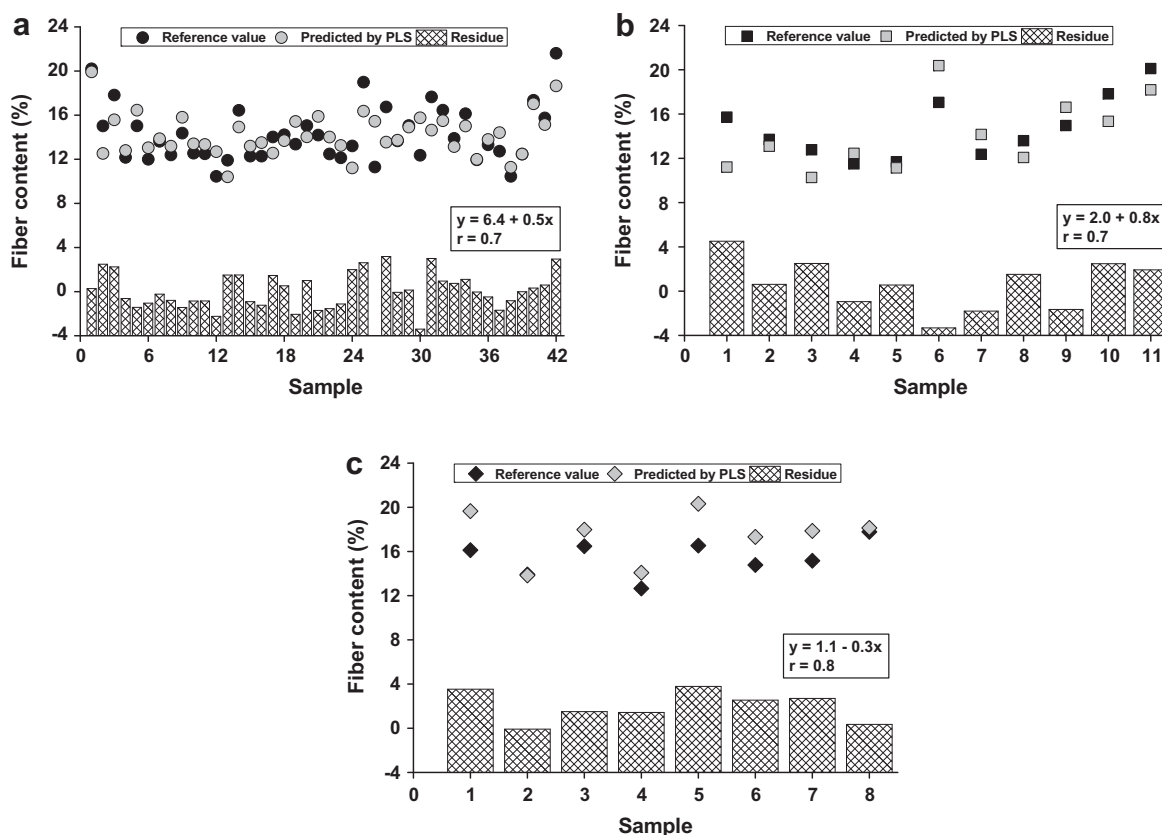 a
Reference value Predicted by PLS Residue
24
20
16
12
8
4
0
-4
Fiber content (%)
y = 6.4 + 0.5x
r = 0.7
0 6 12 18 24 30 36 42
Sample
b
Reference value Predicted by PLS Residue
24
20
16
12
8
4
0
-4
Fiber content (%)
y = 2.0 + 0.8x
r = 0.7
0 1 2 3 4 5 6 7 8 9 10 11
Sample
c
Reference value Predicted by PLS Residue
24
20
16
12
8
4
0
-4
Fiber content (%)
y = 1.1 - 0.3x
r = 0.8
0 1 2 3 4 5 6 7 8
Sample